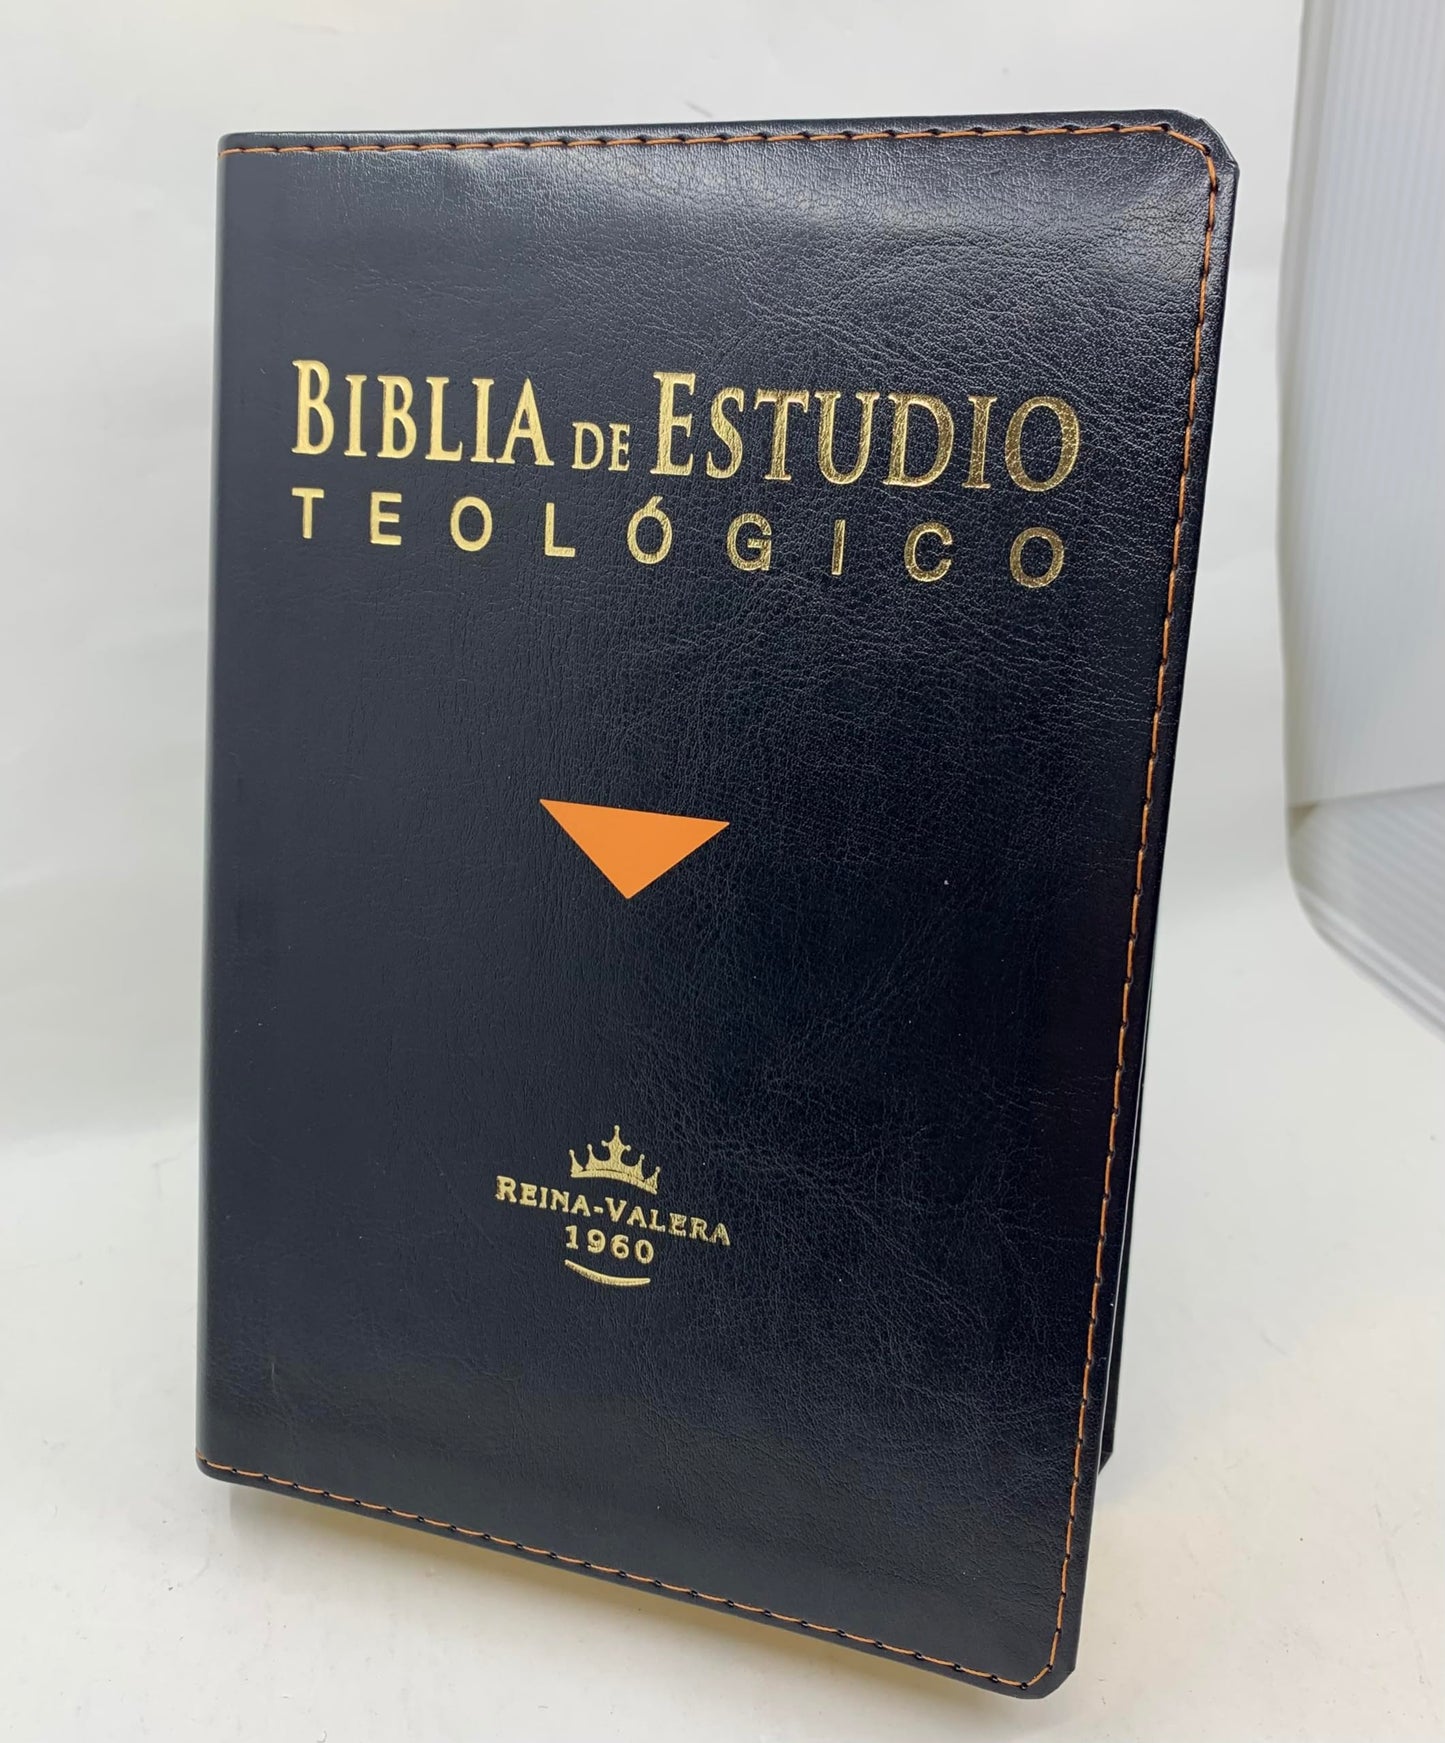 BIBLIA DE ESTUDIO
TEOLÓGICO
REINA-VALERA
1960